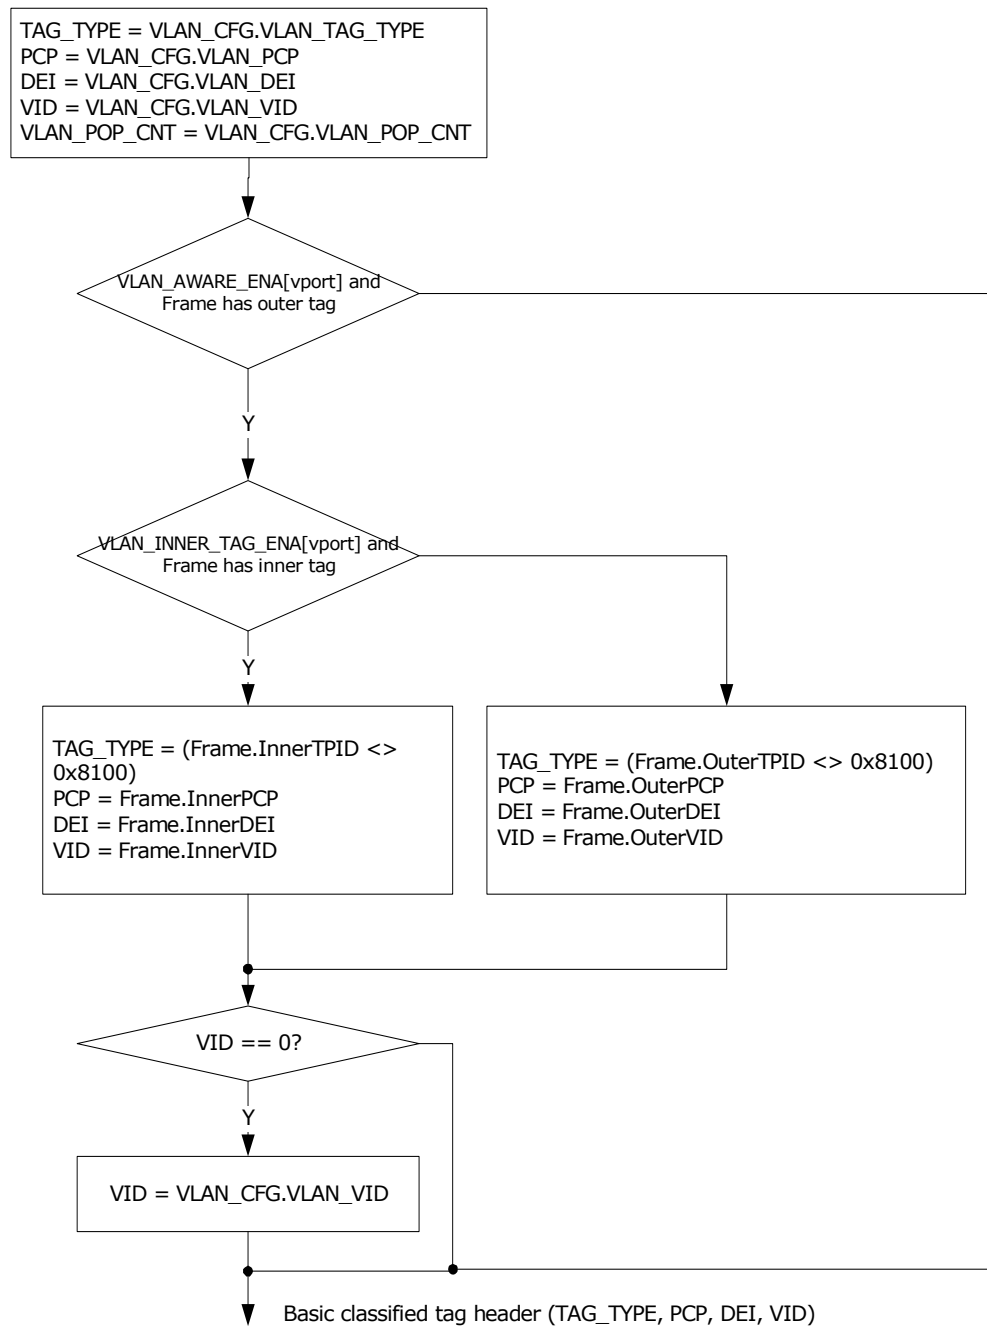 TAG_TYPE = VLAN_CFG.VLAN_TAG_TYPE
PCP = VLAN_CFG.VLAN_PCP
DEI = VLAN_CFG.VLAN_DEI
VID = VLAN_CFG.VLAN_VID
VLAN_POP_CNT = VLAN_CFG.VLAN_POP_CNT
VLAN_AWARE_ENA[vport] and
Frame has outer tag
Y
VLAN_INNER_TAG_ENA[vport] and
Frame has inner tag
Y
TAG_TYPE = (Frame.InnerTPID <>
0x8100)
PCP = Frame.InnerPCP
DEI = Frame.InnerDEI
VID = Frame.InnerVID
TAG_TYPE = (Frame.OuterTPID <> 0x8100)
PCP = Frame.OuterPCP
DEI = Frame.OuterDEI
VID = Frame.OuterVID
VID == 0?
Y
VID = VLAN_CFG.VLAN_VID
Basic classified tag header (TAG_TYPE, PCP, DEI, VID)